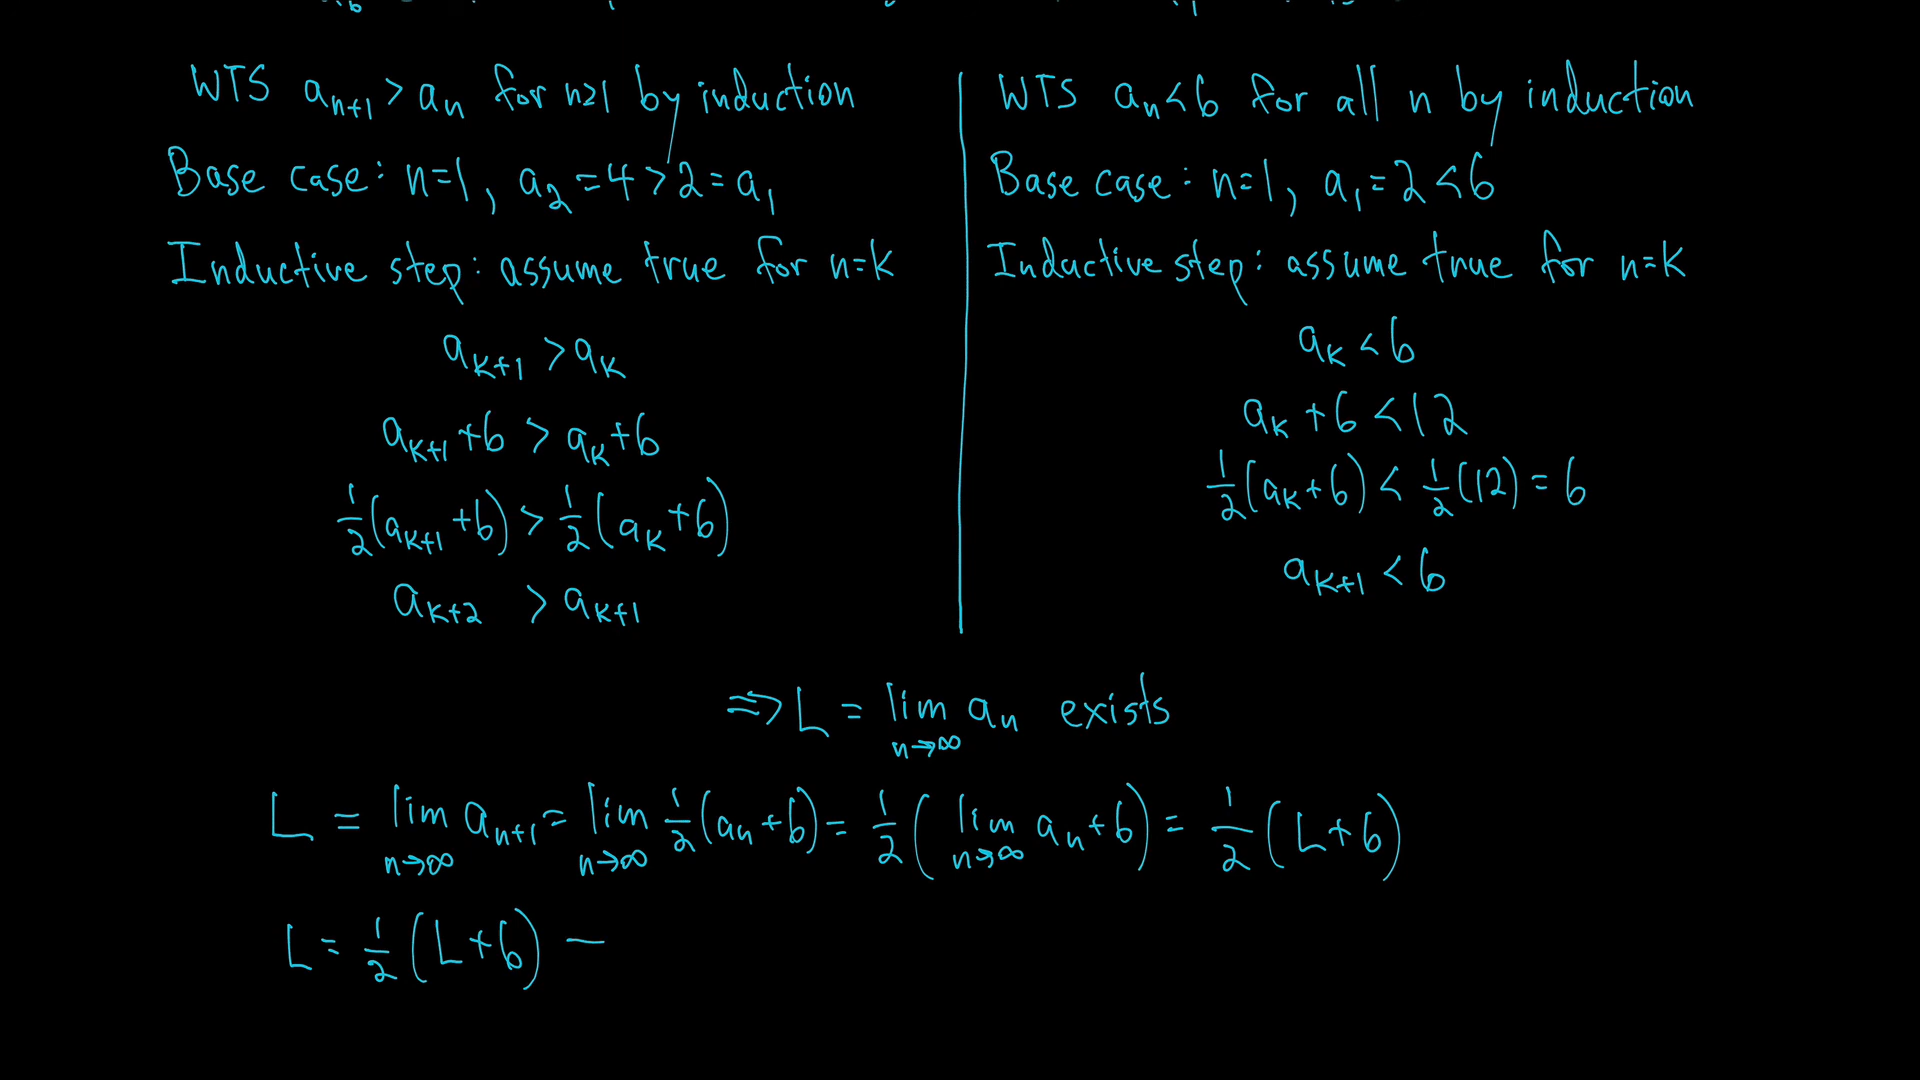 WTS a_{n+1} > a_n for n≥1 by induction
Base case: n=1, a_2 = 4 > 2 = a_1
Inductive step: assume true for n=k
a_{k+1} > a_k
a_{k+1} + 6 > a_k + 6
1/2 (a_{k+1} + 6) > 1/2 (a_k + 6)
a_{k+2} > a_{k+1}
WTS a_n < 6 for all n by induction
Base case: n=1, a_1 = 2 < 6
Inductive step: assume true for n=k
a_k < 6
a_k + 6 < 12
1/2 (a_k + 6) < 1/2 (12) = 6
a_{k+1} < 6
⇒ L = lim_{n→∞} a_n exists
L = lim_{n→∞} a_{n+1} = lim_{n→∞} 1/2 (a_n + 6) = 1/2 ( lim_{n→∞} a_n + 6 ) = 1/2 ( L + 6 )
L = 1/2 ( L + 6 ) —